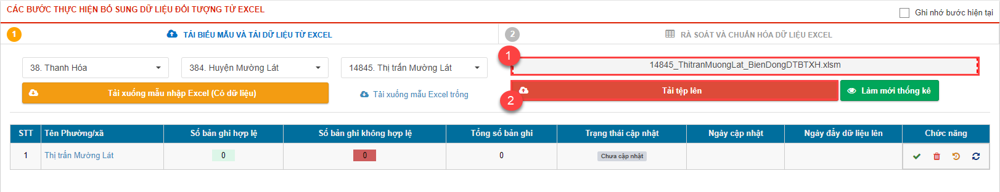 CÁC BƯỚC THỰC HIỆN BỔ SUNG DỮ LIỆU ĐỐI TƯỢNG TỪ EXCEL
Ghi nhớ bước hiện tại
1 TẢI BIỂU MẪU VÀ TẢI DỮ LIỆU TỪ EXCEL
2 RÀ SOÁT VÀ CHUẨN HÓA DỮ LIỆU EXCEL
38. Thanh Hóa 384. Huyện Mường Lát 14845. Thị trấn Mường Lát
1 14845_ThitranMuongLat_BienDongDTBTXH.xlsm
Tải xuống mẫu nhập Excel (Có dữ liệu) Tải xuống mẫu Excel trống
2 Tải tệp lên Làm mới thống kê
STT Tên Phường/xã Số bản ghi hợp lệ Số bản ghi không hợp lệ Tổng số bản ghi Trạng thái cập nhật Ngày cập nhật Ngày đẩy dữ liệu lên Chức năng
1 Thị trấn Mường Lát 0 0 0 Chưa cập nhật